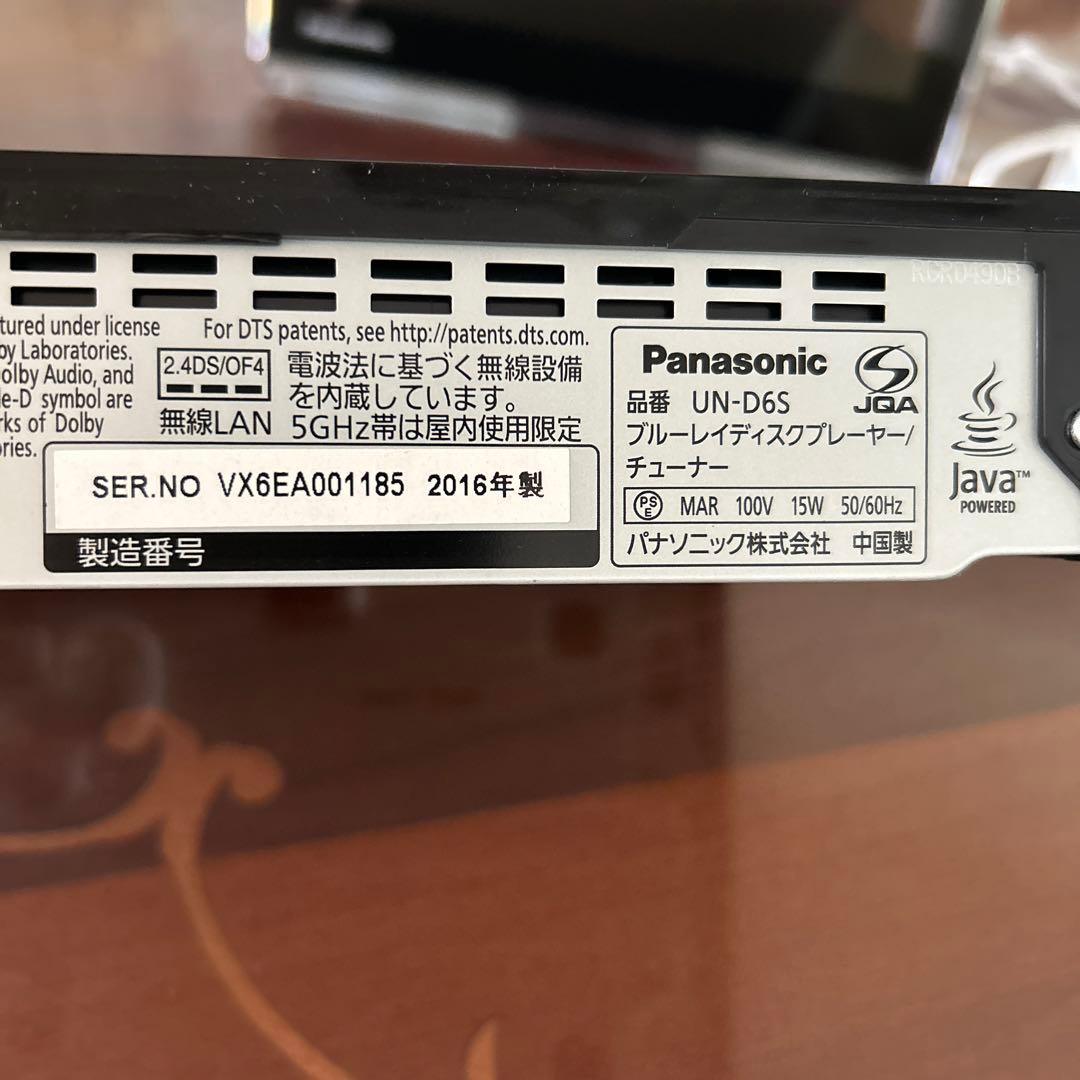 RCR0490B
tured under license
by Laboratories.
Dolby Audio, and
le-D symbol are
rks of Dolby
ories.
For DTS patents, see http://patents.dts.com.
2.4DS/OF4
無線LAN
電波法に基づく無線設備
を内蔵しています。
5GHz帯は屋内使用限定
SER.NO VX6EA001185 2016年製
製造番号
Panasonic
JQA
品番 UN-D6S
ブルーレイディスクプレーヤー/
チューナー
PSE MAR 100V 15W 50/60Hz
パナソニック株式会社 中国製
Java™
POWERED